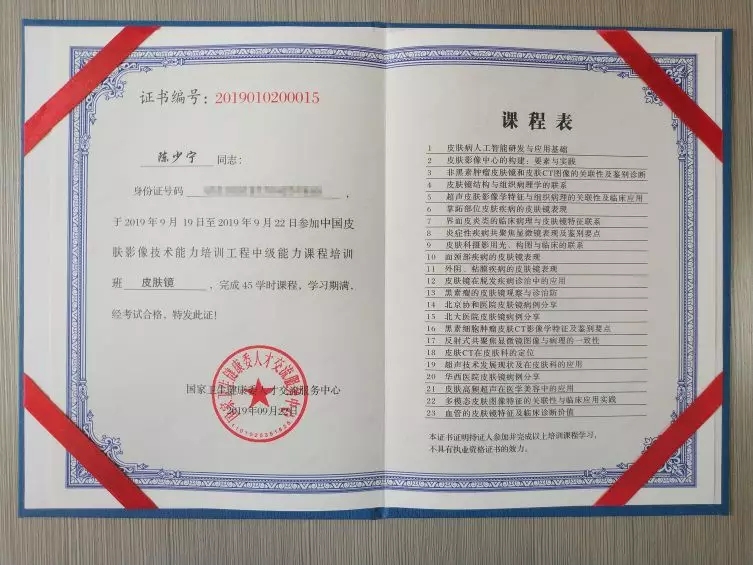 证书编号：2019010200015
陈少宁 同志：
身份证号码 ，
于2019年9月19日至2019年9月22日参加中国皮
肤影像技术能力培训工程中级能力课程培训
班 皮肤镜 ，完成45学时课程，学习期满，
经考试合格，特发此证！
国家卫生健康委人才交流服务中心
2019年09月22日
课程表
1 皮肤病人工智能研发与应用基础
2 皮肤影像中心的构建：要素与实践
3 非黑素肿瘤皮肤镜和皮肤CT图像的关联性及鉴别诊断
4 皮肤镜结构与组织病理学的联系
5 超声皮肤影像学特征与组织病理的关联性及临床应用
6 掌跖部位皮肤疾病的皮肤镜表现
7 界面皮炎类的临床病理与皮肤镜特征联系
8 炎症性疾病共聚焦显微镜表现及鉴别要点
9 皮肤科摄影用光、构图与临床的联系
10 面颈部疾病的皮肤镜表现
11 外阴、粘膜疾病的皮肤镜表现
12 皮肤镜在脱发疾病诊治中的应用
13 黑素瘤的皮肤镜观察与诊治防
14 北京协和医院皮肤镜病例分享
15 北大医院皮肤镜病例分享
16 黑素细胞肿瘤皮肤CT影像学特征及鉴别要点
17 反射式共聚焦显微镜图像与病理的一致性
18 皮肤CT在皮肤科的定位
19 超声技术发展现状及在皮肤科的应用
20 华西医院皮肤镜病例分享
21 皮肤高频超声在医学美容中的应用
22 多模态皮肤图像特征的关联性与临床应用实践
23 血管的皮肤镜特征及临床诊断价值
本证书证明持证人参加并完成以上培训课程学习，
不具有执业资格证书的效力。